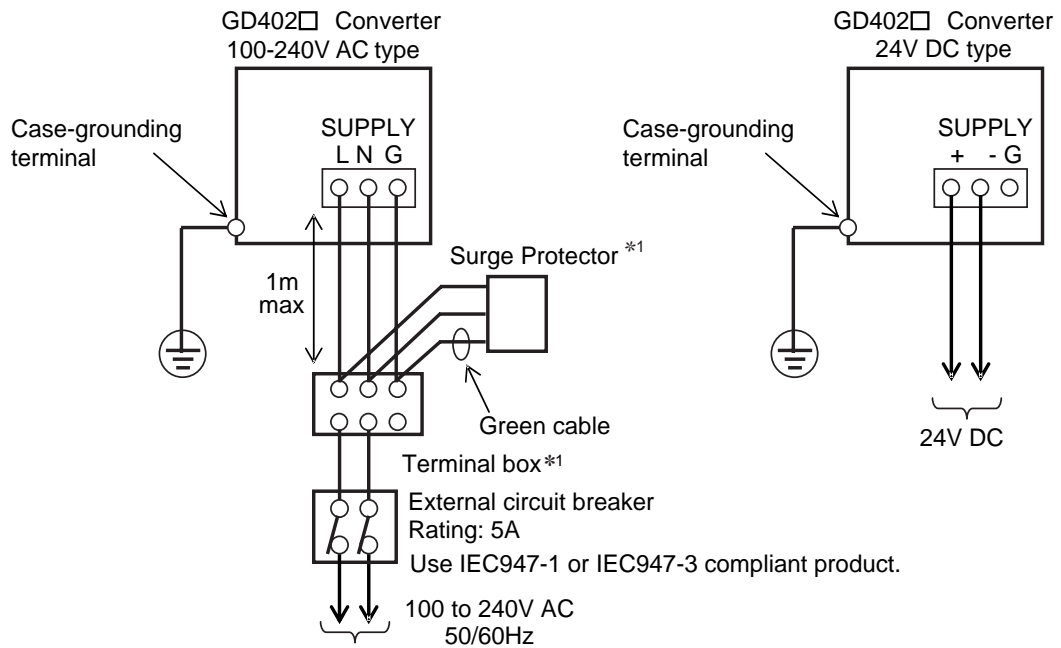 GD402□ Converter
100-240V AC type
Case-grounding
terminal
SUPPLY
L N G
1m
max
Surge Protector *1
Green cable
Terminal box*1
External circuit breaker
Rating: 5A
Use IEC947-1 or IEC947-3 compliant product.
100 to 240V AC
50/60Hz
GD402□ Converter
24V DC type
Case-grounding
terminal
SUPPLY
+ - G
24V DC